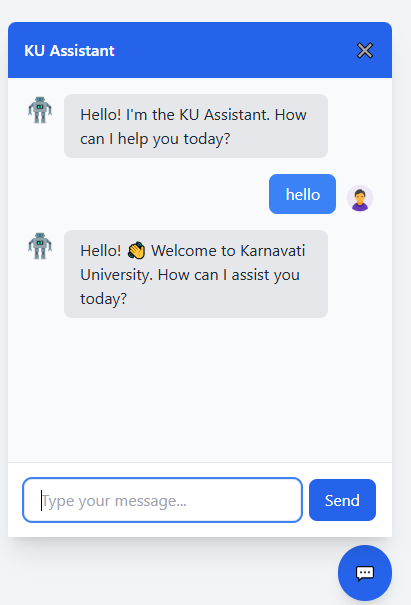 KU Assistant
Hello! I'm the KU Assistant. How
can I help you today?
hello
Hello! 👏 Welcome to Karnavati
University. How can I assist you
today?
Type your message...
Send